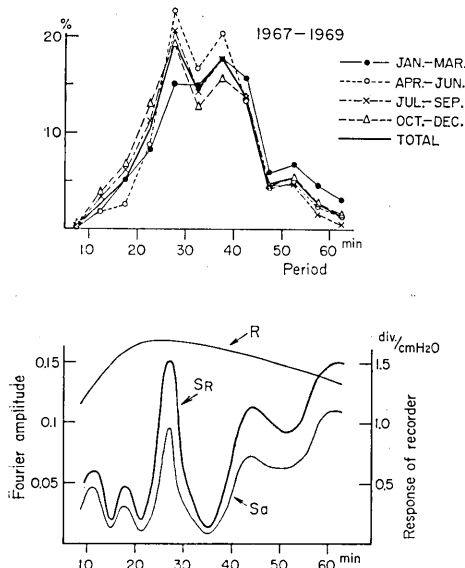 %
1967-1969
20
10
JAN.-MAR.
APR.-JUN.
JUL.-SEP.
OCT.-DEC.
TOTAL
10 20 30 40 50 60 min
Period
div./cmH2O
R
SR
Sa
0.15
0.1
0.05
Fourier amplitude
1.5
1.0
0.5
Response of recorder
10 20 30 40 50 60 min